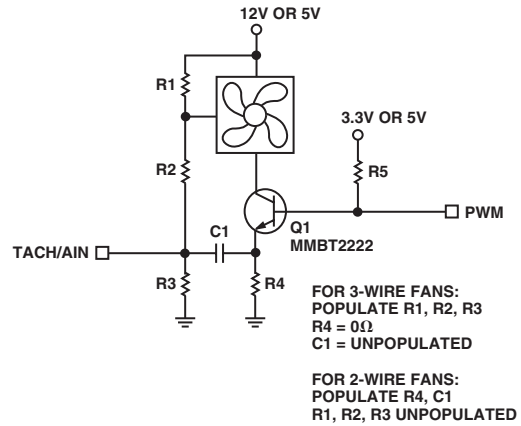 12V OR 5V
R1
3.3V OR 5V
R2
R5
Q1
MMBT2222
PWM
TACH/AIN
C1
R3
R4
FOR 3-WIRE FANS:
POPULATE R1, R2, R3
R4 = 0Ω
C1 = UNPOPULATED
FOR 2-WIRE FANS:
POPULATE R4, C1
R1, R2, R3 UNPOPULATED